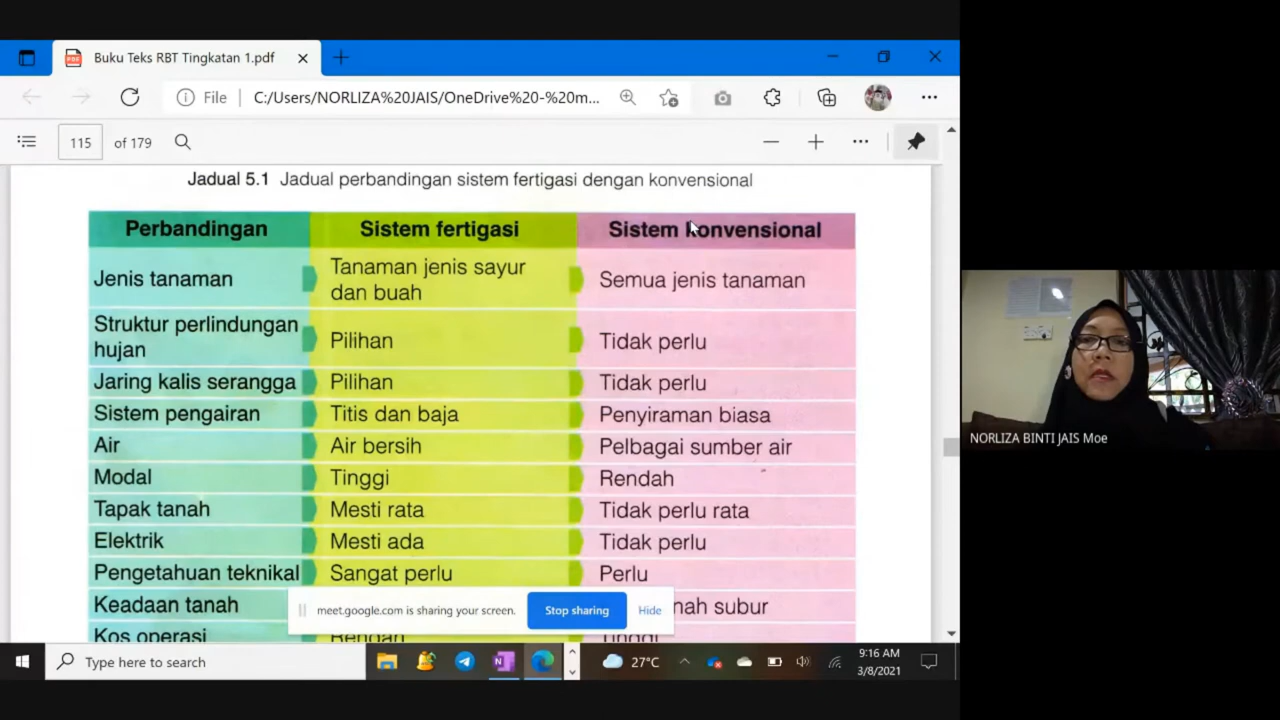 Buku Teks RBT Tingkatan 1.pdf
File
C:/Users/NORLIZA%20JAIS/OneDrive%20-%20m...
115 of 179
Jadual 5.1 Jadual perbandingan sistem fertigasi dengan konvensional
Perbandingan Sistem fertigasi Sistem konvensional
Jenis tanaman Tanaman jenis sayur dan buah Semua jenis tanaman
Struktur perlindungan hujan Pilihan Tidak perlu
Jaring kalis serangga Pilihan Tidak perlu
Sistem pengairan Titis dan baja Penyiraman biasa
Air Air bersih Pelbagai sumber air
Modal Tinggi Rendah
Tapak tanah Mesti rata Tidak perlu rata
Elektrik Mesti ada Tidak perlu
Pengetahuan teknikal Sangat perlu Perlu
Keadaan tanah subur
Kos operasi Rendah Tinggi
meet.google.com is sharing your screen. Stop sharing Hide
NORLIZA BINTI JAIS Moe
Type here to search
27°C
9:16 AM
3/8/2021